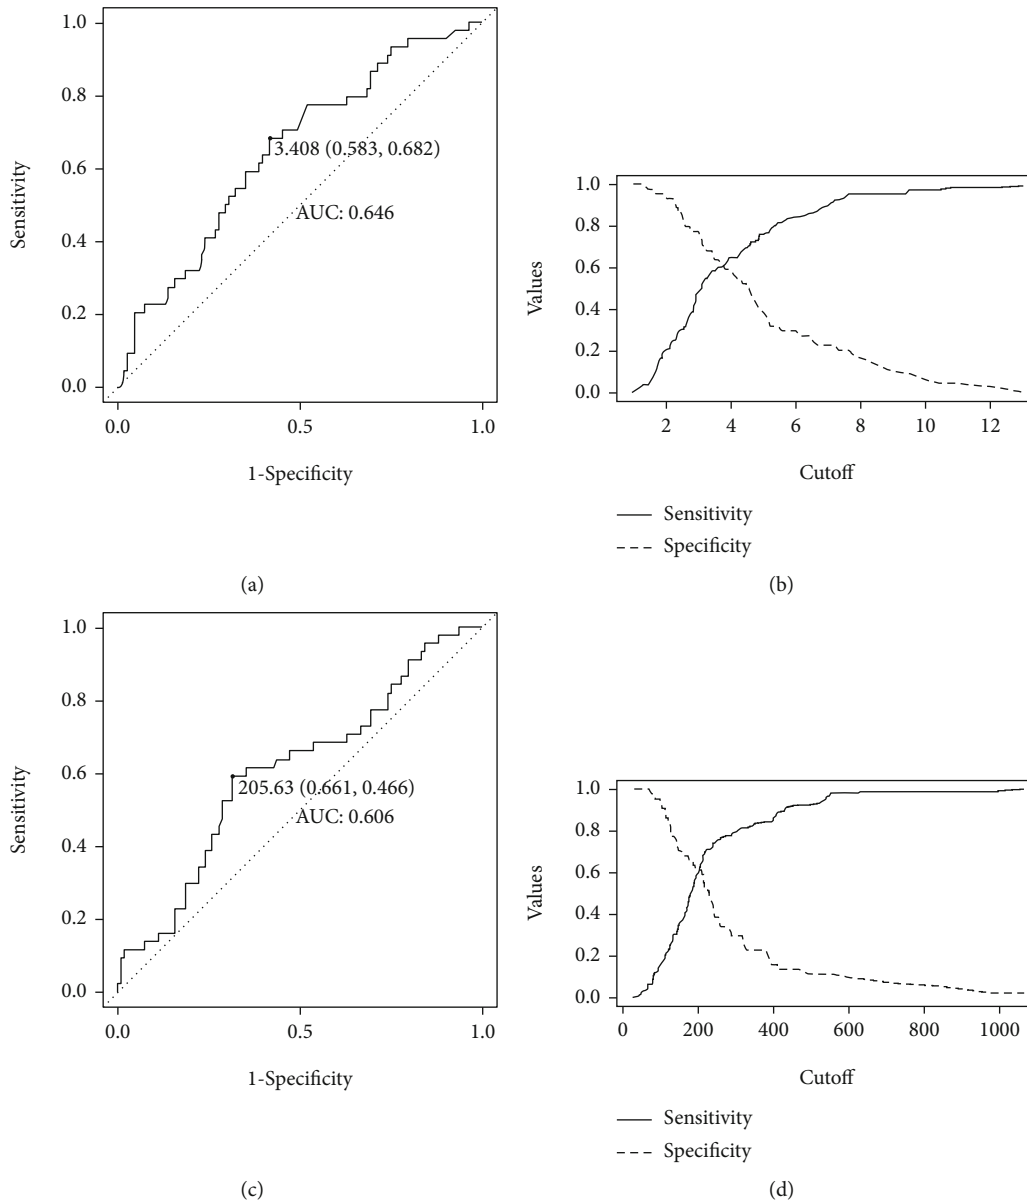 1.0
0.8
0.6
0.4
0.2
0.0
Sensitivity
3.408 (0.583, 0.682)
AUC: 0.646
0.0 0.5 1.0
1-Specificity
(a)
1.0
0.8
0.6
0.4
0.2
0.0
Values
2 4 6 8 10 12
Cutoff
Sensitivity
Specificity
(b)
1.0
0.8
0.6
0.4
0.2
0.0
Sensitivity
205.63 (0.661, 0.466)
AUC: 0.606
0.0 0.5 1.0
1-Specificity
(c)
1.0
0.8
0.6
0.4
0.2
0.0
Values
0 200 400 600 800 1000
Cutoff
Sensitivity
Specificity
(d)